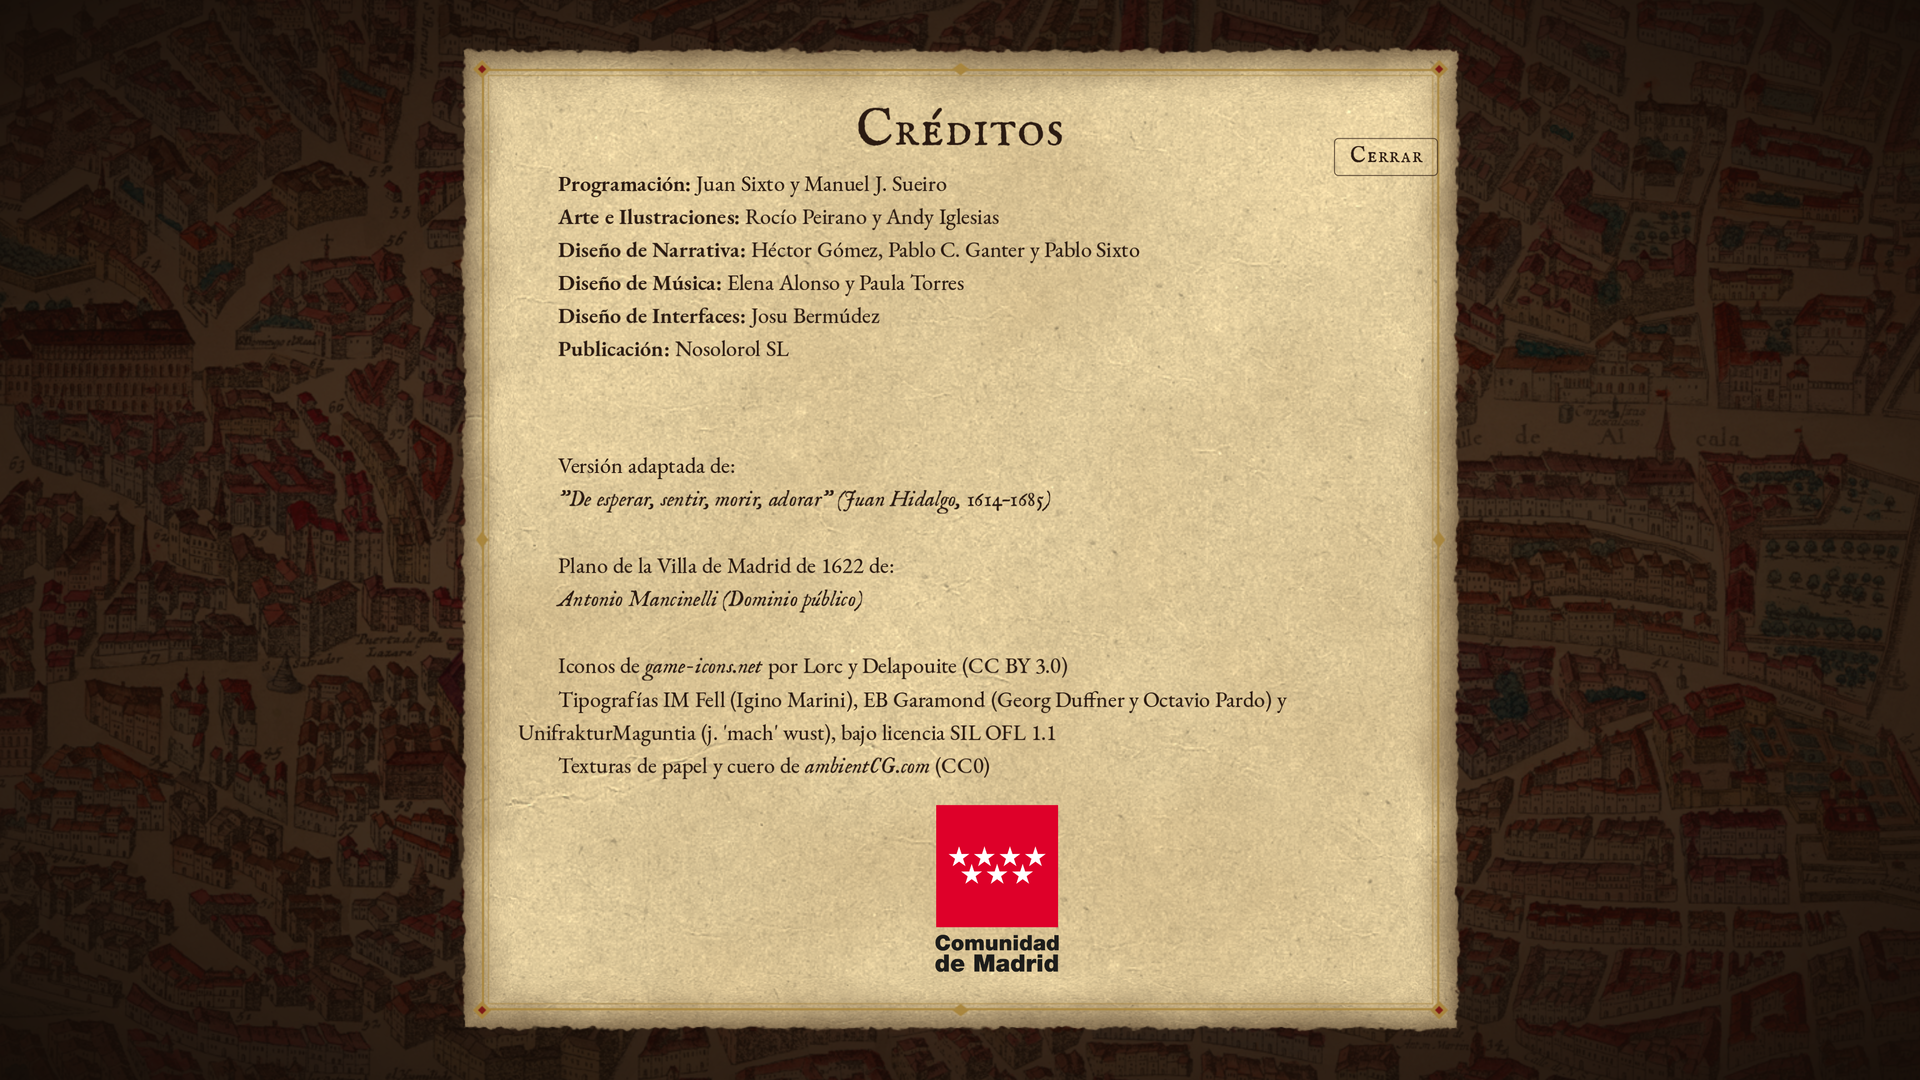 Créditos
Cerrar
Programación: Juan Sixto y Manuel J. Sueiro
Arte e Ilustraciones: Rocío Peirano y Andy Iglesias
Diseño de Narrativa: Héctor Gómez, Pablo C. Ganter y Pablo Sixto
Diseño de Música: Elena Alonso y Paula Torres
Diseño de Interfaces: Josu Bermúdez
Publicación: Nosolorol SL
Versión adaptada de:
"De esperar, sentir, morir, adorar" (Juan Hidalgo, 1614-1685)
Plano de la Villa de Madrid de 1622 de:
Antonio Mancinelli (Dominio público)
Iconos de game-icons.net por Lorc y Delapouite (CC BY 3.0)
Tipografías IM Fell (Igino Marini), EB Garamond (Georg Duffner y Octavio Pardo) y
UnifrakturMaguntia (j. 'mach' wust), bajo licencia SIL OFL 1.1
Texturas de papel y cuero de ambientCG.com (CC0)
Comunidad
de Madrid
de Al cala